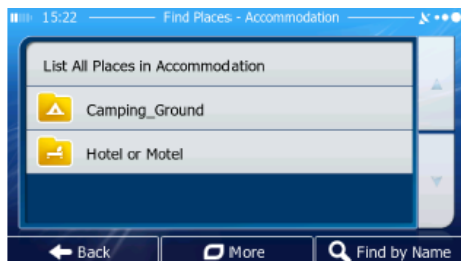 15:22 Find Places - Accommodation
List All Places in Accommodation
Camping_Ground
Hotel or Motel
Back More Find by Name